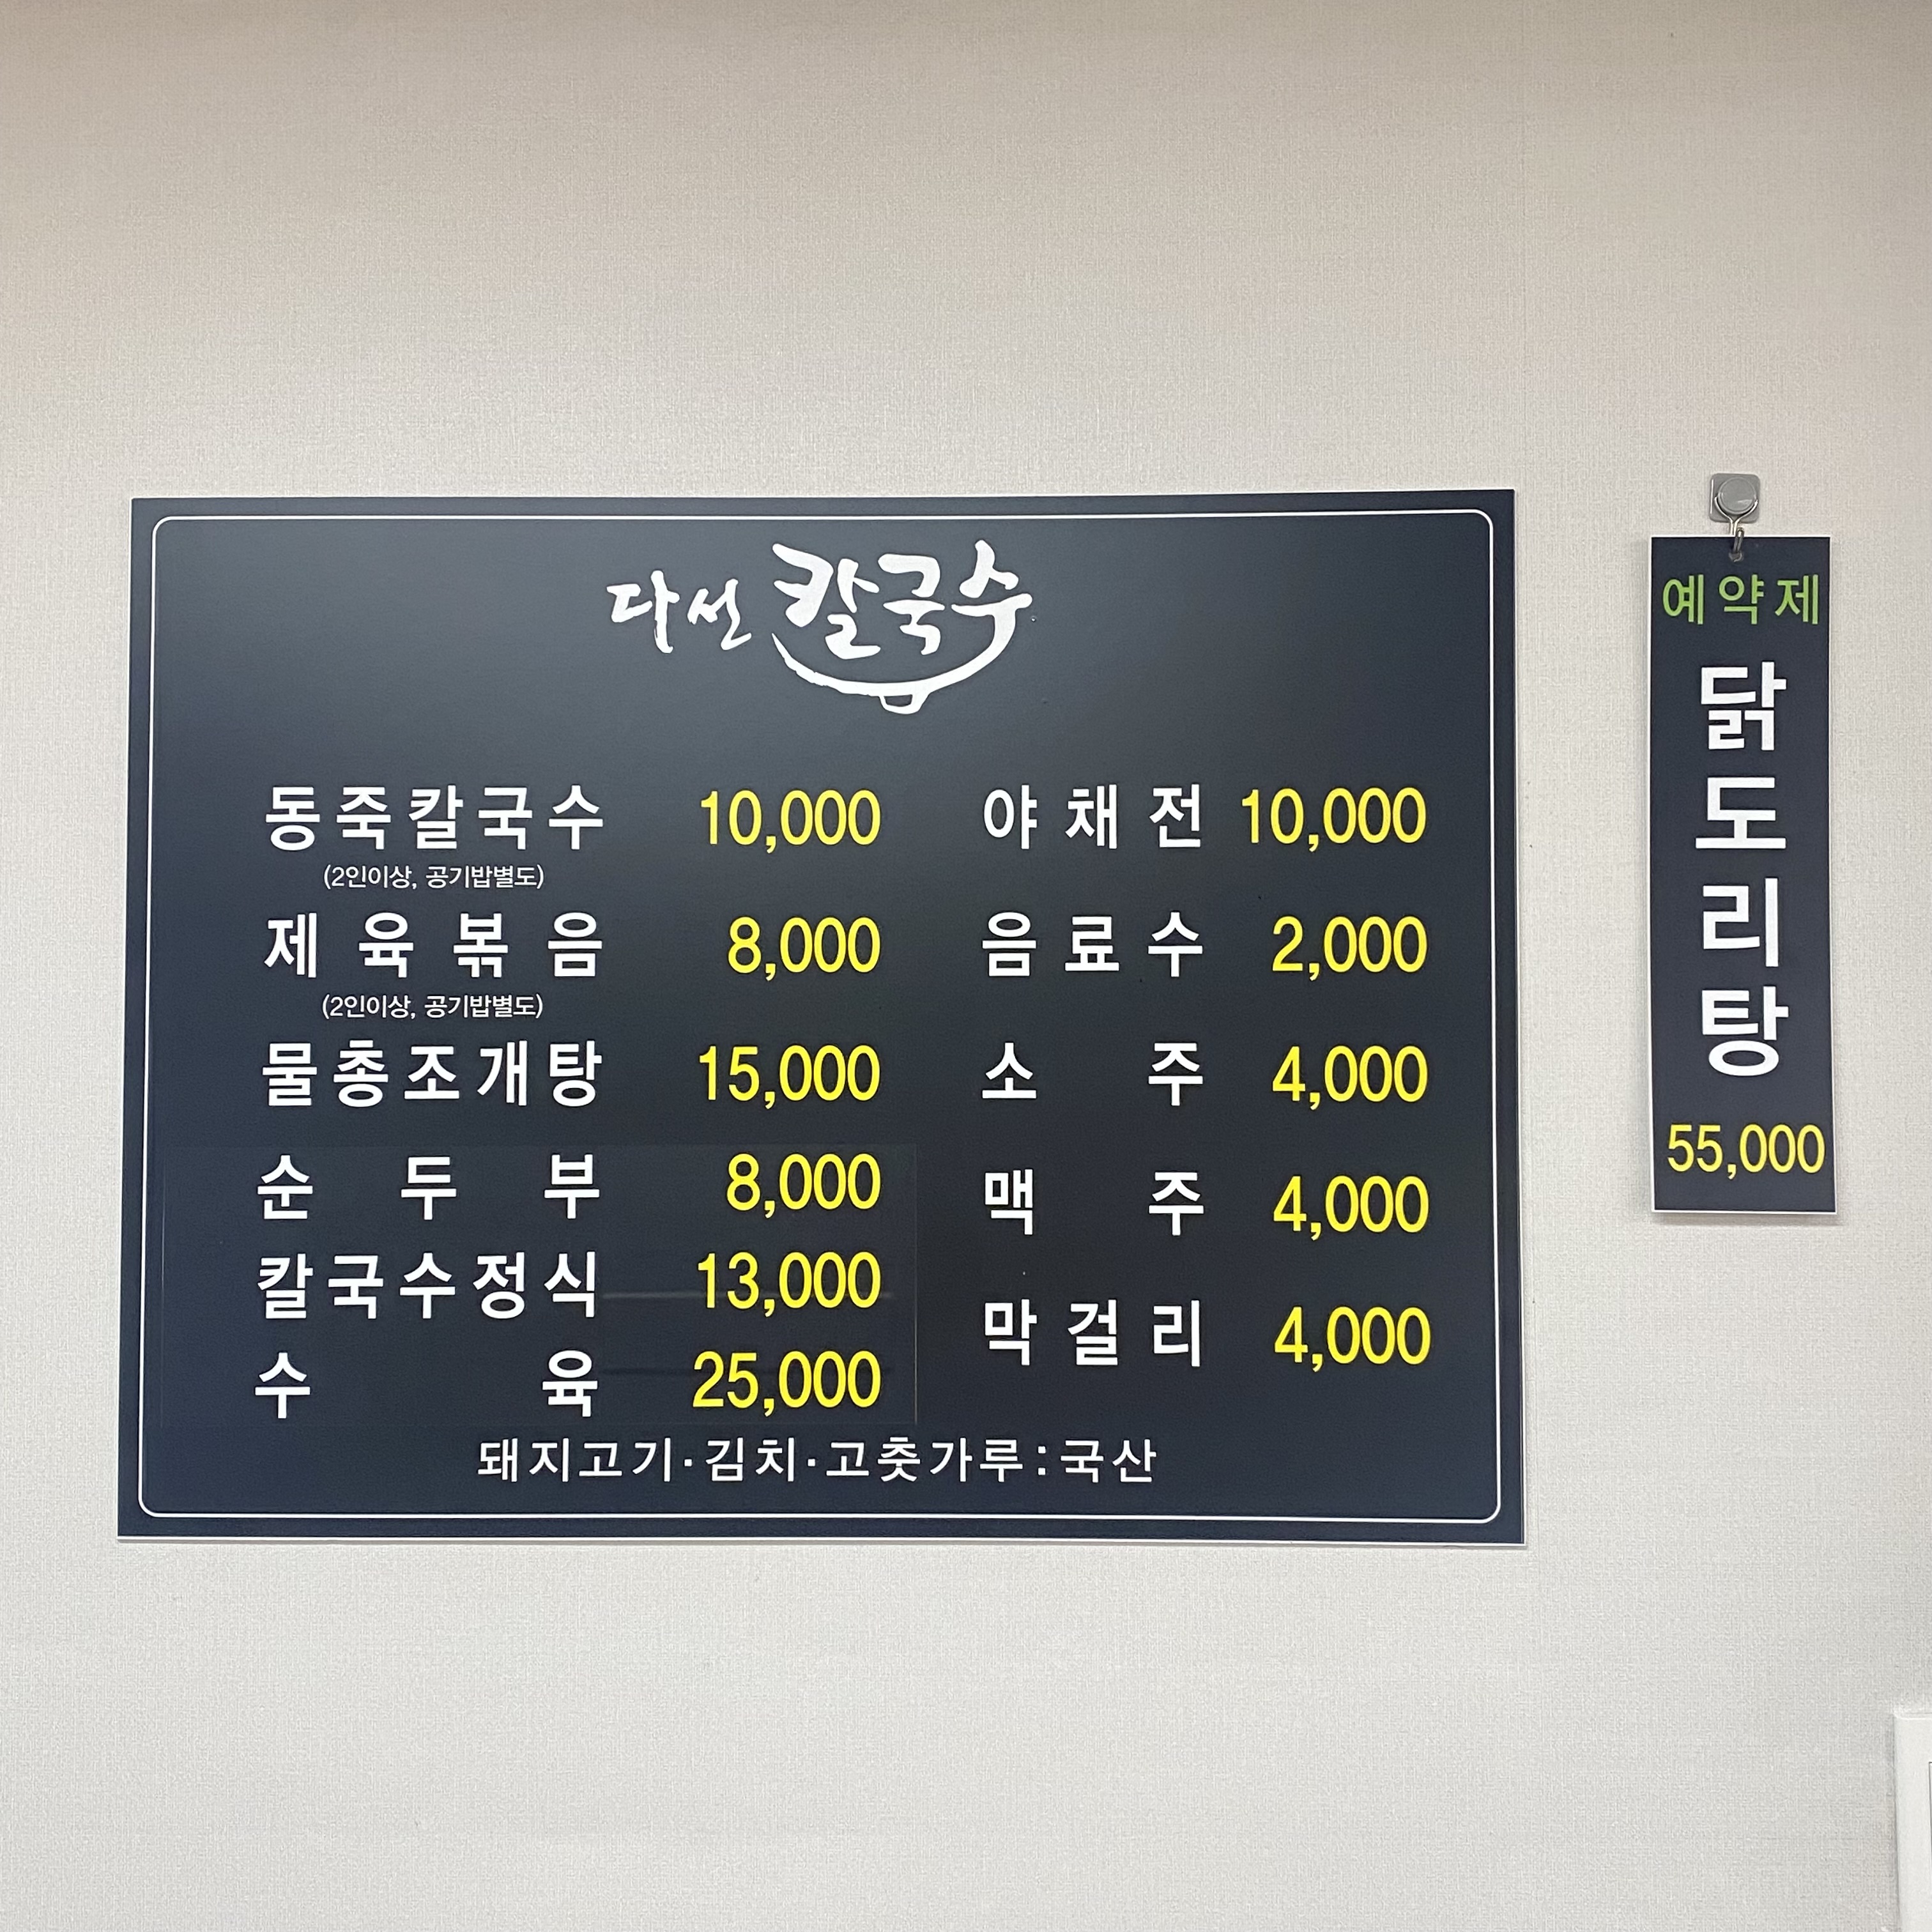 다선 칼국수
동죽칼국수 10,000
(2인이상, 공기밥별도)
제육볶음 8,000
(2인이상, 공기밥별도)
물총조개탕 15,000
순두부 8,000
칼국수정식 13,000
수육 25,000
야채전 10,000
음료수 2,000
소주 4,000
맥주 4,000
막걸리 4,000
돼지고기·김치·고춧가루:국산
예약제
닭도리탕
55,000